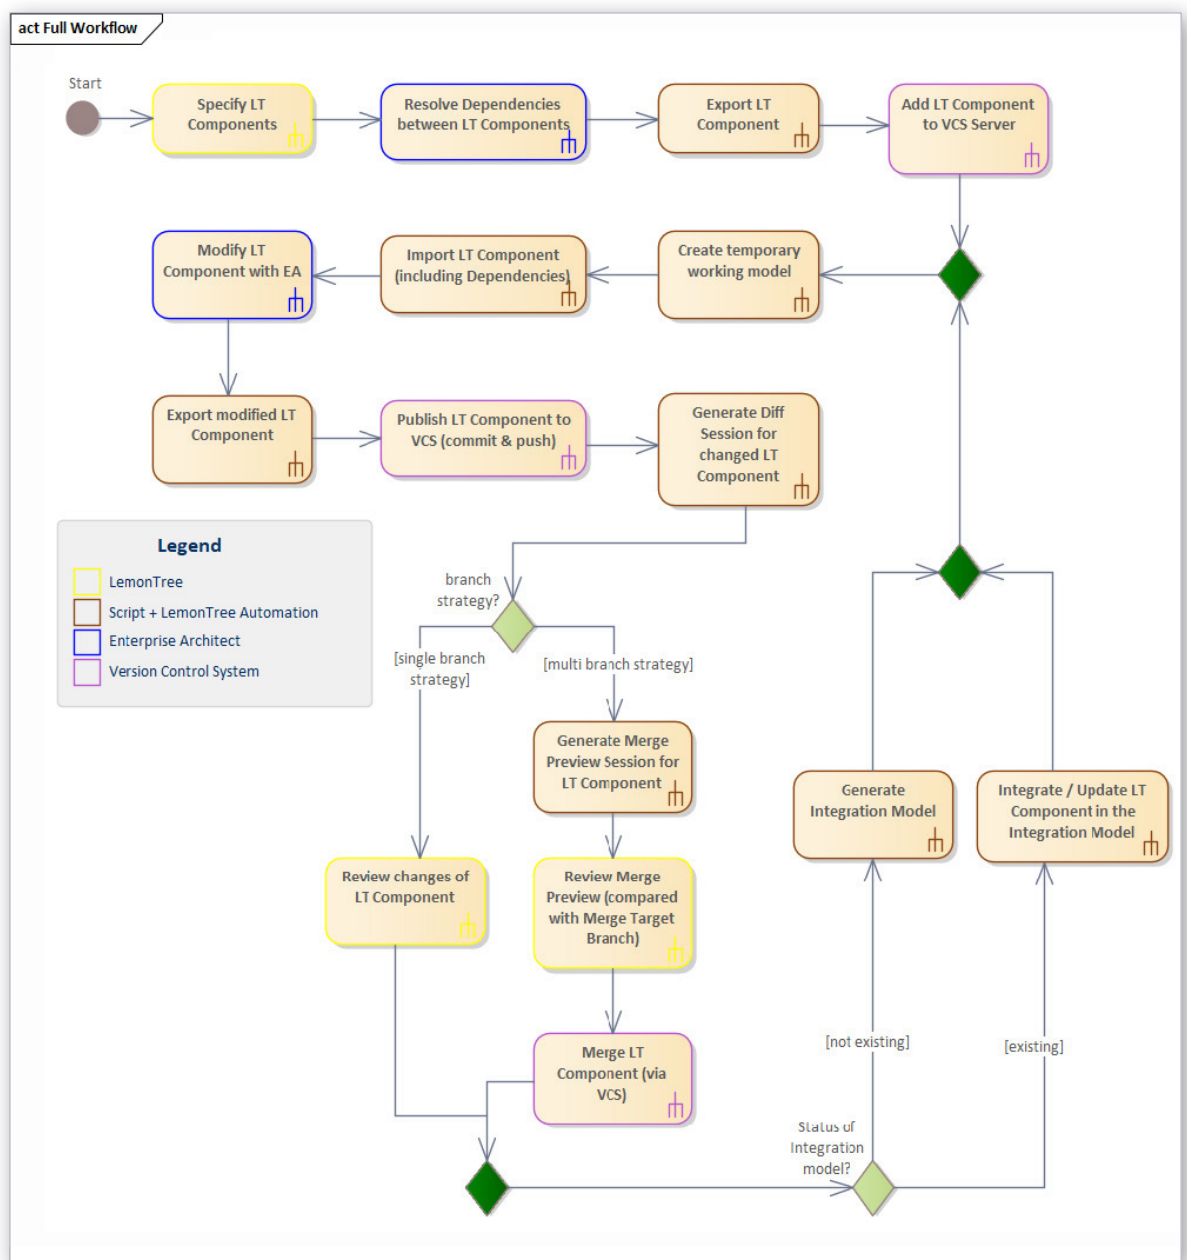 act Full Workflow
Start
Specify LT
Components
Resolve Dependencies
between LT Components
Export LT
Component
Add LT Component
to VCS Server
Modify LT
Component with EA
Import LT Component
(including Dependencies)
Create temporary
working model
Export modified LT
Component
Publish LT Component to
VCS (commit & push)
Generate Diff
Session for
changed LT
Component
Legend
LemonTree
Script + LemonTree Automation
Enterprise Architect
Version Control System
branch
strategy?
[single branch
strategy]
[multi branch strategy]
Generate Merge
Preview Session for
LT Component
Generate
Integration Model
Integrate / Update LT
Component in the
Integration Model
Review changes of
LT Component
Review Merge
Preview (compared
with Merge Target
Branch)
[not existing]
[existing]
Merge LT
Component (via
VCS)
Status of
Integration
model?